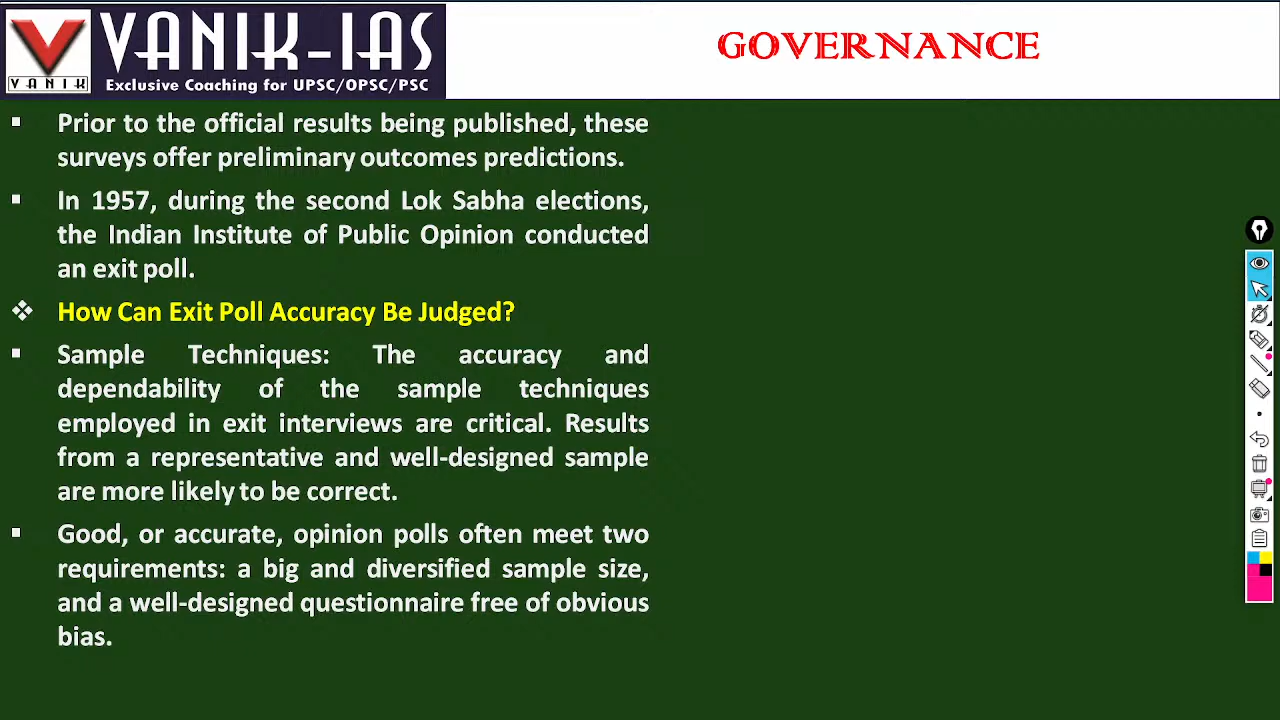 VANIK
VANIK-IAS
Exclusive Coaching for UPSC/OPSC/PSC
GOVERNANCE
▪ Prior to the official results being published, these
surveys offer preliminary outcomes predictions.
▪ In 1957, during the second Lok Sabha elections,
the Indian Institute of Public Opinion conducted
an exit poll.
❖ How Can Exit Poll Accuracy Be Judged?
▪ Sample Techniques: The accuracy and
dependability of the sample techniques
employed in exit interviews are critical. Results
from a representative and well-designed sample
are more likely to be correct.
▪ Good, or accurate, opinion polls often meet two
requirements: a big and diversified sample size,
and a well-designed questionnaire free of obvious
bias.